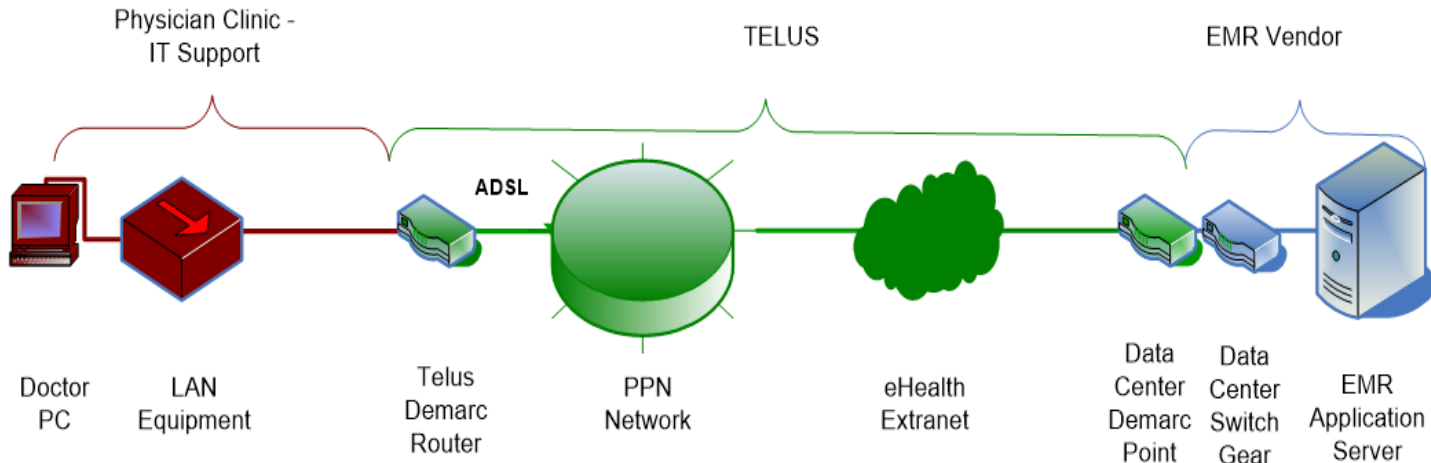 Physician Clinic -
IT Support
TELUS
EMR Vendor
ADSL
Doctor
PC
LAN
Equipment
Telus
Demarc
Router
PPN
Network
eHealth
Extranet
Data
Center
Demarc
Point
Data
Center
Switch
Gear
EMR
Application
Server